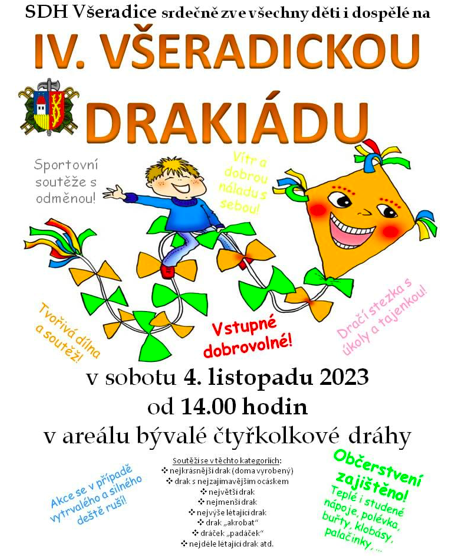 SDH Všeradice srdečně zve všechny děti i dospělé na
IV. VŠERADICKOU
DRAKIÁDU
Sportovní
soutěže s
odměnou!
Vítr a
dobrou
náladu s
sebou!
Tvořivá dílna
a soutěž!
Vstupné
dobrovolné!
Dračí stezka s
úkoly a tajenkou!
v sobotu 4. listopadu 2023
od 14.00 hodin
v areálu bývalé čtyřkolkové dráhy
Akce se v případě
vytrvalého a silného
deště ruší!
Soutěží se v těchto kategoriích:
• nejkrásnější drak (doma vyrobený)
• drak s nejzajímavějším ocáskem
• největší drak
• nejmenší drak
• nejvýše létající drak
• drak „akrobat“
• dráček „padáček“
• nejdéle létající drak atd.
Občerstvení
zajištěno!
Teplé i studené
nápoje, polévka,
buřty, klobásy,
palačinky, ...